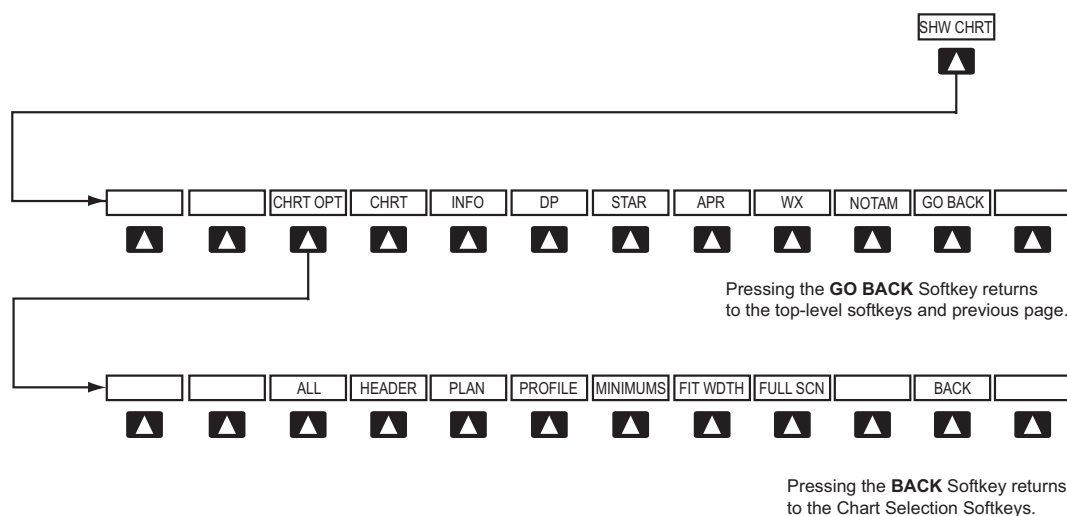 SHW CHRT
CHRT OPT CHRT INFO DP STAR APR WX NOTAM GO BACK
Pressing the GO BACK Softkey returns
to the top-level softkeys and previous page.
ALL HEADER PLAN PROFILE MINIMUMS FIT WDTH FULL SCN BACK
Pressing the BACK Softkey returns
to the Chart Selection Softkeys.